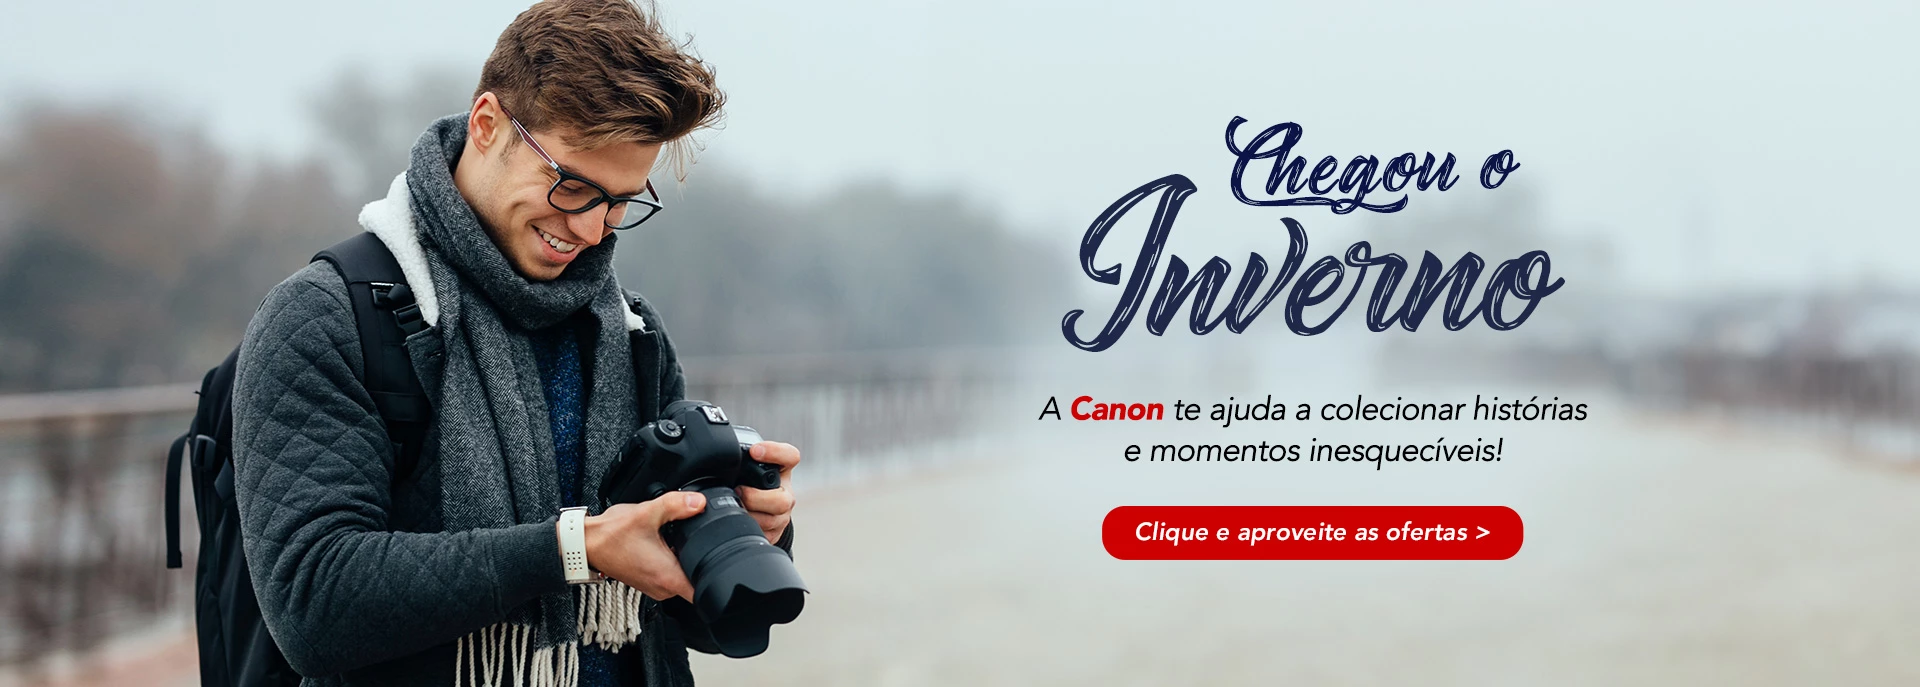 Chegou o
Inverno
A Canon te ajuda a colecionar histórias
e momentos inesquecíveis!
Clique e aproveite as ofertas >